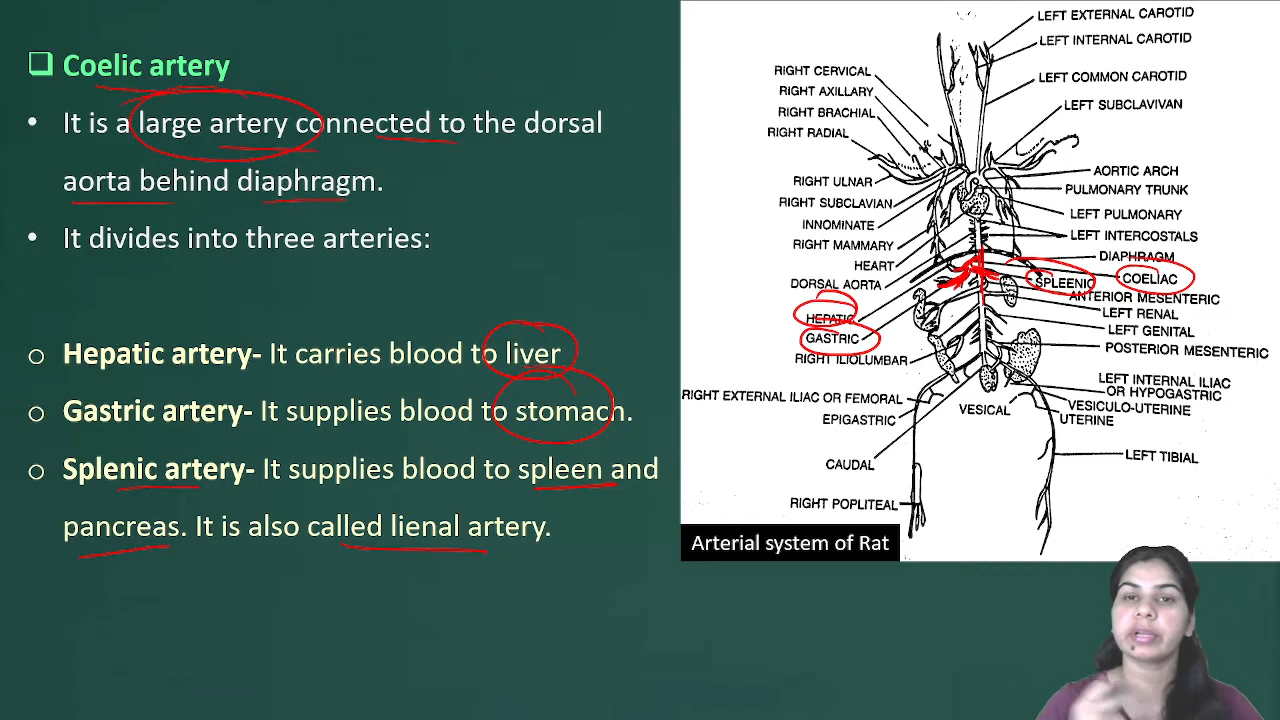 Coelic artery
• It is a large artery connected to the dorsal
aorta behind diaphragm.
• It divides into three arteries:
o Hepatic artery- It carries blood to liver
o Gastric artery- It supplies blood to stomach.
o Splenic artery- It supplies blood to spleen and
pancreas. It is also called lienal artery.
LEFT EXTERNAL CAROTID
LEFT INTERNAL CAROTID
LEFT COMMON CAROTID
LEFT SUBCLAVIVAN
AORTIC ARCH
PULMONARY TRUNK
LEFT PULMONARY
LEFT INTERCOSTALS
DIAPHRAGM
COELIAC
SPLEENIC
ANTERIOR MESENTERIC
LEFT RENAL
LEFT GENITAL
POSTERIOR MESENTERIC
LEFT INTERNAL ILIAC
OR HYPOGASTRIC
VESICULO-UTERINE
UTERINE
LEFT TIBIAL
RIGHT CERVICAL
RIGHT AXILLARY
RIGHT BRACHIAL
RIGHT RADIAL
RIGHT ULNAR
RIGHT SUBCLAVIAN
INNOMINATE
RIGHT MAMMARY
HEART
DORSAL AORTA
HEPATIC
GASTRIC
RIGHT ILIOLUMBAR
RIGHT EXTERNAL ILIAC OR FEMORAL
EPIGASTRIC
VESICAL
CAUDAL
RIGHT POPLITEAL
Arterial system of Rat